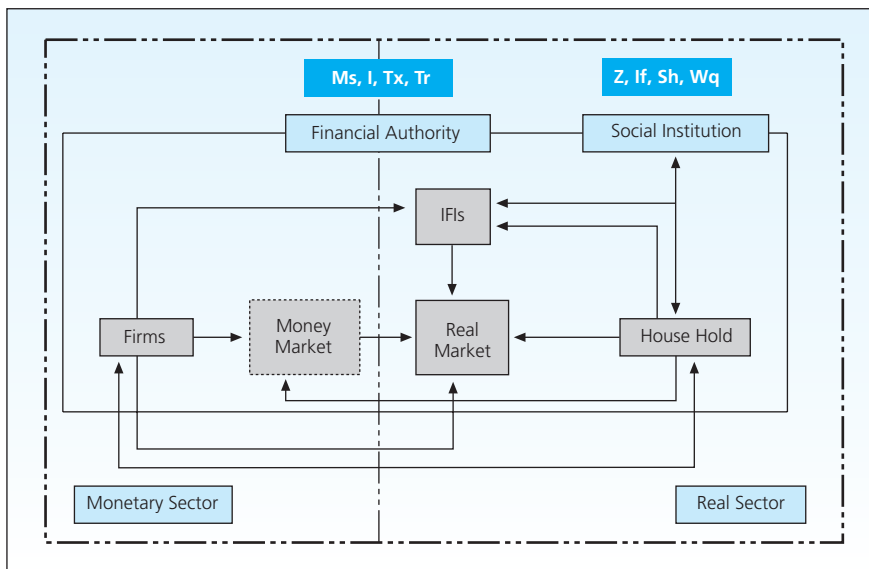 Ms, I, Tx, Tr
Z, If, Sh, Wq
Financial Authority
Social Institution
IFIs
Firms
Money
Market
Real
Market
House Hold
Monetary Sector
Real Sector